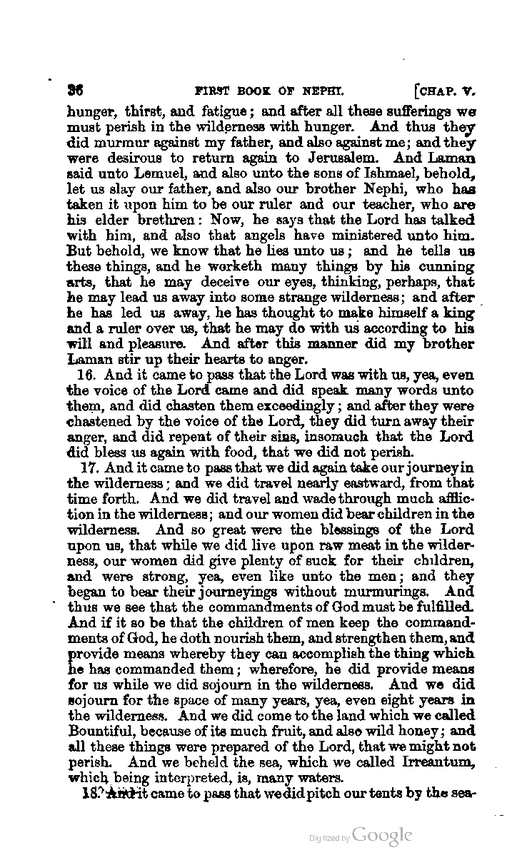 36 FIRST BOOK OF NEPHI. [CHAP. V.
hunger, thirst, and fatigue; and after all these sufferings we
must perish in the wilderness with hunger. And thus they
did murmur against my father, and also against me; and they
were desirous to return again to Jerusalem. And Laman
said unto Lemuel, and also unto the sons of Ishmael, behold,
let us slay our father, and also our brother Nephi, who has
taken it upon him to be our ruler and our teacher, who are
his elder brethren: Now, he says that the Lord has talked
with him, and also that angels have ministered unto him.
But behold, we know that he lies unto us; and he tells us
these things, and he worketh many things by his cunning
arts, that he may deceive our eyes, thinking, perhaps, that
he may lead us away into some strange wilderness; and after
he has led us away, he has thought to make himself a king
and a ruler over us, that he may do with us according to his
will and pleasure. And after this manner did my brother
Laman stir up their hearts to anger.
16. And it came to pass that the Lord was with us, yea, even
the voice of the Lord came and did speak many words unto
them, and did chasten them exceedingly; and after they were
chastened by the voice of the Lord, they did turn away their
anger, and did repent of their sins, insomuch that the Lord
did bless us again with food, that we did not perish.
17. And it came to pass that we did again take our journey in
the wilderness; and we did travel nearly eastward, from that
time forth. And we did travel and wade through much afflic-
tion in the wilderness; and our women did bear children in the
wilderness. And so great were the blessings of the Lord
upon us, that while we did live upon raw meat in the wilder-
ness, our women did give plenty of suck for their children,
and were strong, yea, even like unto the men; and they
began to bear their journeyings without murmurings. And
thus we see that the commandments of God must be fulfilled.
And if it so be that the children of men keep the command-
ments of God, he doth nourish them, and strengthen them, and
provide means whereby they can accomplish the thing which
he has commanded them; wherefore, he did provide means
for us while we did sojourn in the wilderness. And we did
sojourn for the space of many years, yea, even eight years in
the wilderness. And we did come to the land which we called
Bountiful, because of its much fruit, and also wild honey; and
all these things were prepared of the Lord, that we might not
perish. And we beheld the sea, which we called Irreantum,
which, being interpreted, is, many waters.
18. And it came to pass that we did pitch our tents by the sea-
Digitized by Google